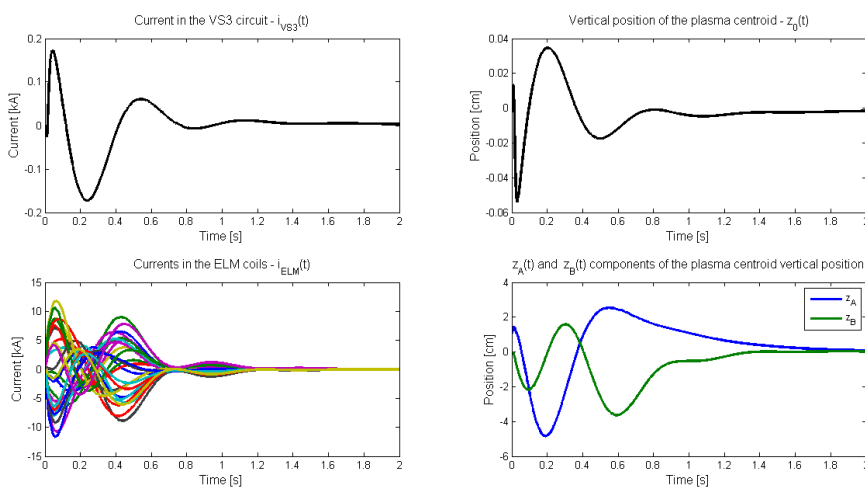 Current in the VS3 circuit - i_VS3(t)
0.2
0.1
0
-0.1
-0.2
Current [kA]
0 0.2 0.4 0.6 0.8 1 1.2 1.4 1.6 1.8 2
Time [s]
Vertical position of the plasma centroid - z_0(t)
0.04
0.02
0
-0.02
-0.04
-0.06
Position [cm]
0 0.2 0.4 0.6 0.8 1 1.2 1.4 1.6 1.8 2
Time [s]
Currents in the ELM coils - i_ELM(t)
15
10
5
0
-5
-10
-15
Current [kA]
0 0.2 0.4 0.6 0.8 1 1.2 1.4 1.6 1.8 2
Time [s]
z_A(t) and z_B(t) components of the plasma centroid vertical position
4
2
0
-2
-4
-6
Position [cm]
z_A
z_B
0 0.2 0.4 0.6 0.8 1 1.2 1.4 1.6 1.8 2
Time [s]